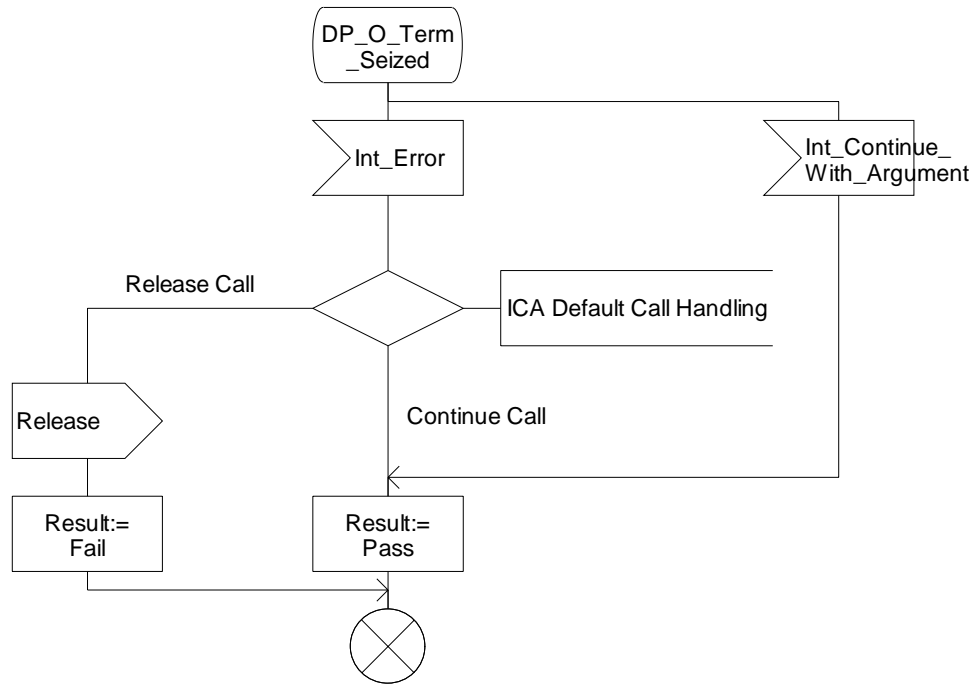 DP_O_Term
_Seized
Int_Error
Int_Continue_
With_Argument
Release Call
ICA Default Call Handling
Release
Continue Call
Result:=
Fail
Result:=
Pass